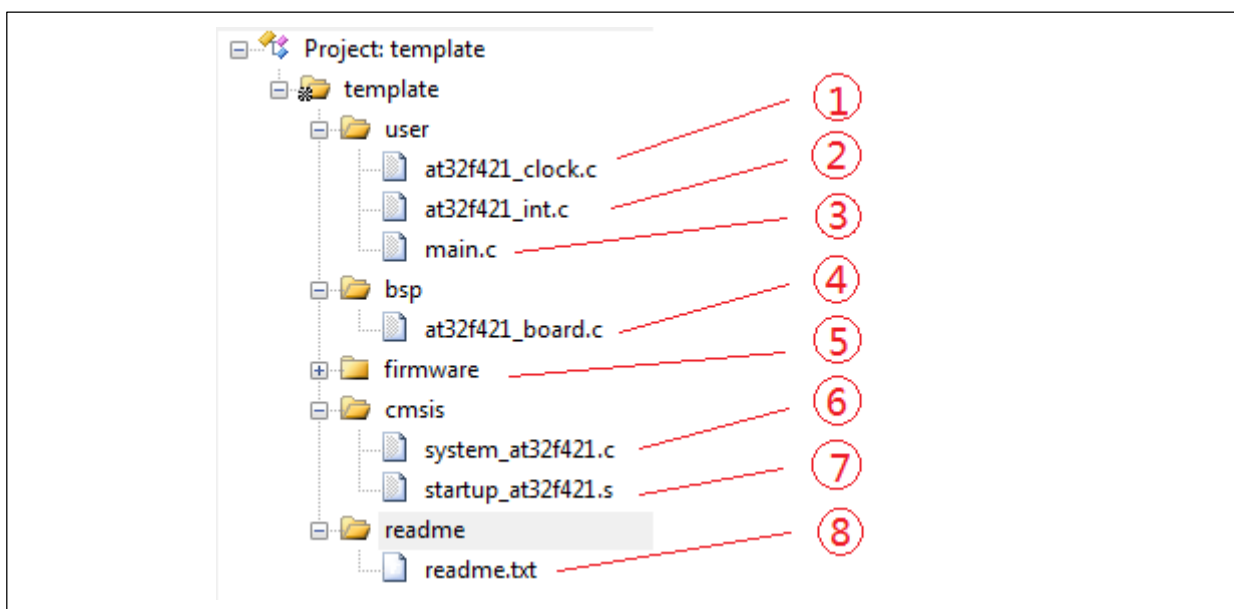 Project: template
template
user
at32f421_clock.c ①
at32f421_int.c ②
main.c ③
bsp
at32f421_board.c ④
firmware ⑤
cmsis
system_at32f421.c ⑥
startup_at32f421.s ⑦
readme
readme.txt ⑧